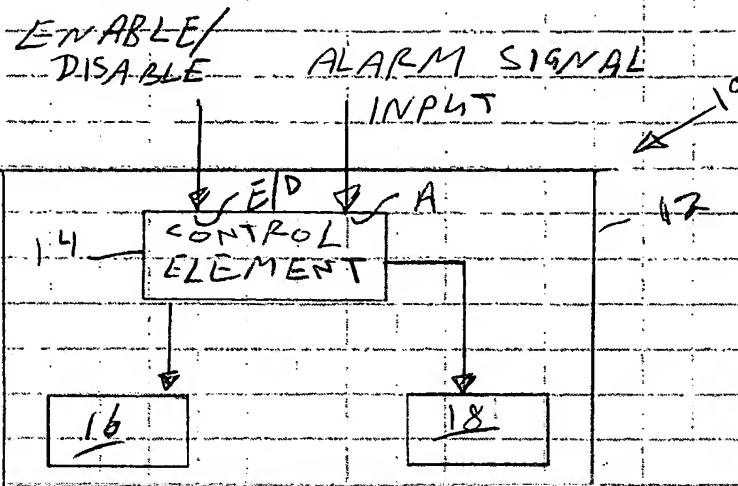 ENABLE/
DISABLE
ALARM SIGNAL
INPUT
10
E/D
A
12
14
CONTROL
ELEMENT
16
18